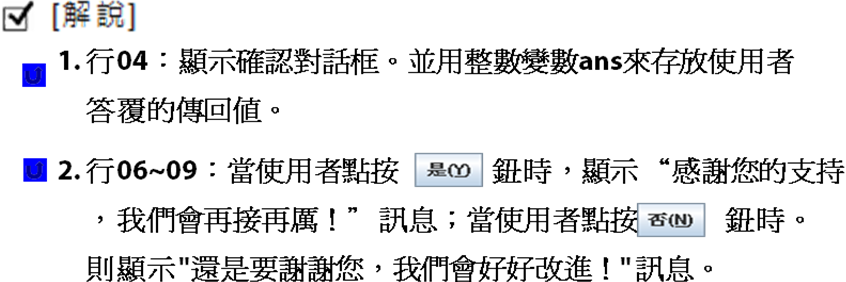 [解說]
1. 行04：顯示確認對話框。並用整數變數ans來存放使用者
答覆的傳回值。
2. 行06~09：當使用者點按 是(Y) 鈕時，顯示“感謝您的支持
，我們會再接再厲！” 訊息；當使用者點按 否(N) 鈕時。
則顯示"還是要謝謝您，我們會好好改進！"訊息。